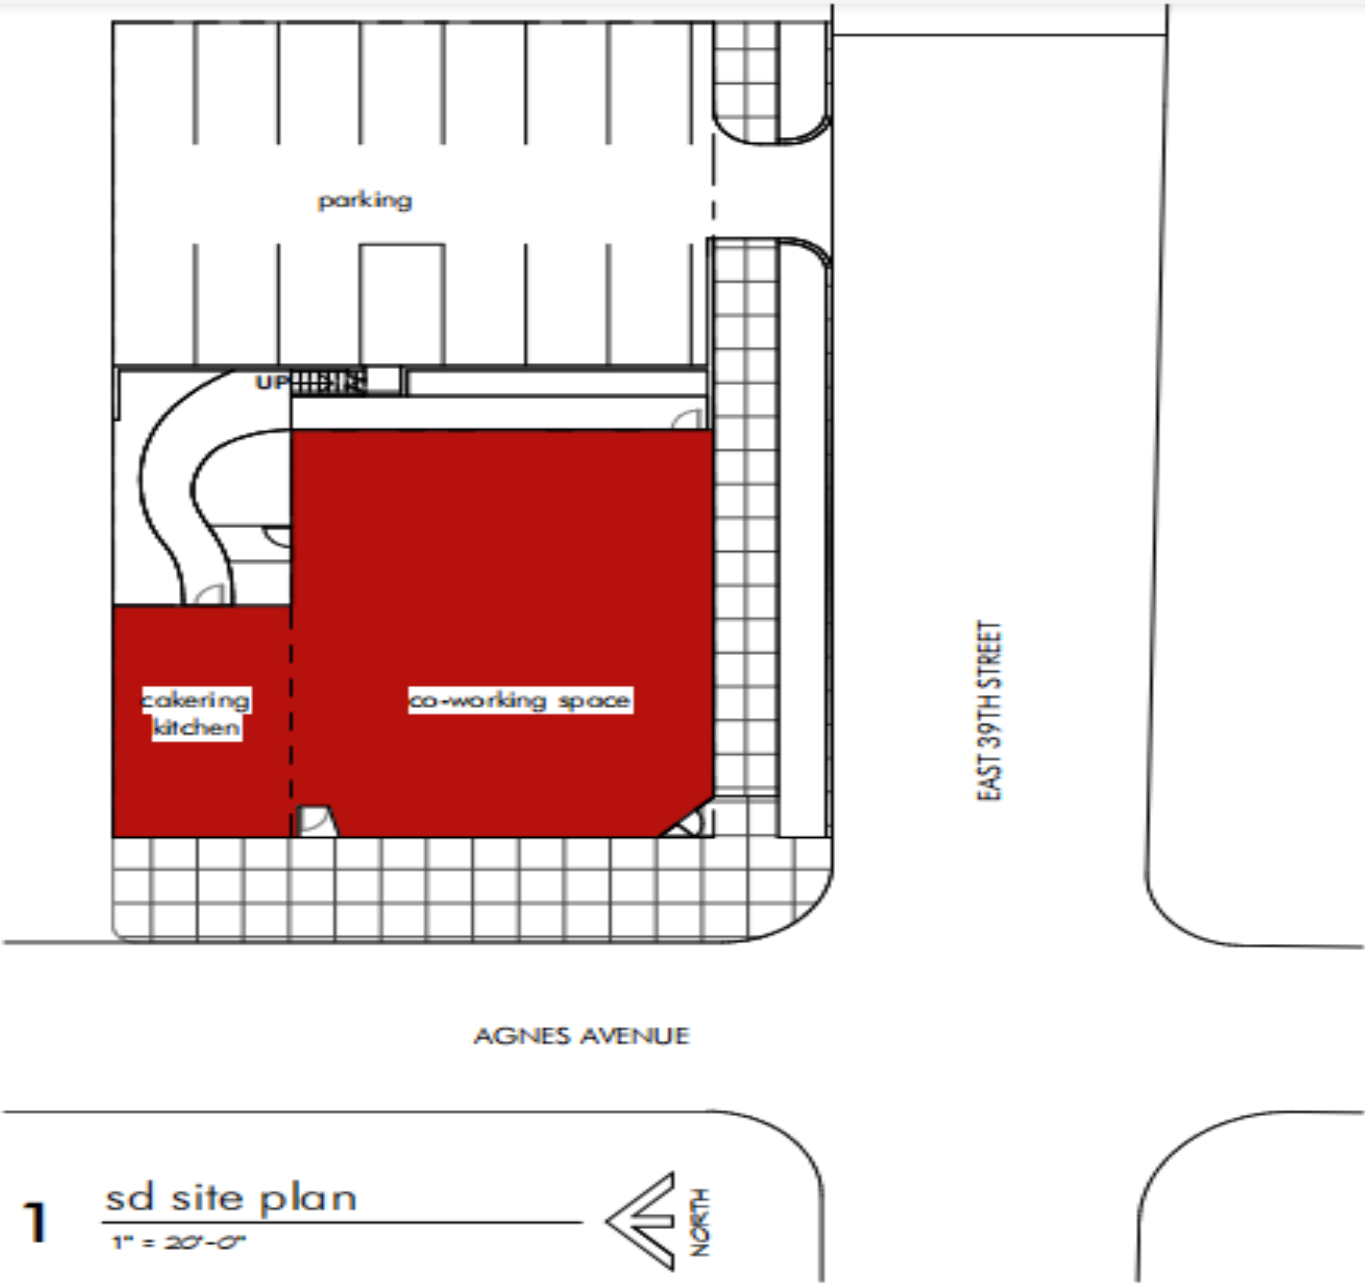 parking
UP
cakering
kitchen
co-working space
EAST 39TH STREET
AGNES AVENUE
1
sd site plan
1" = 20'-0"
NORTH